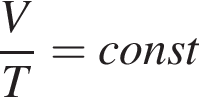 V/T = const